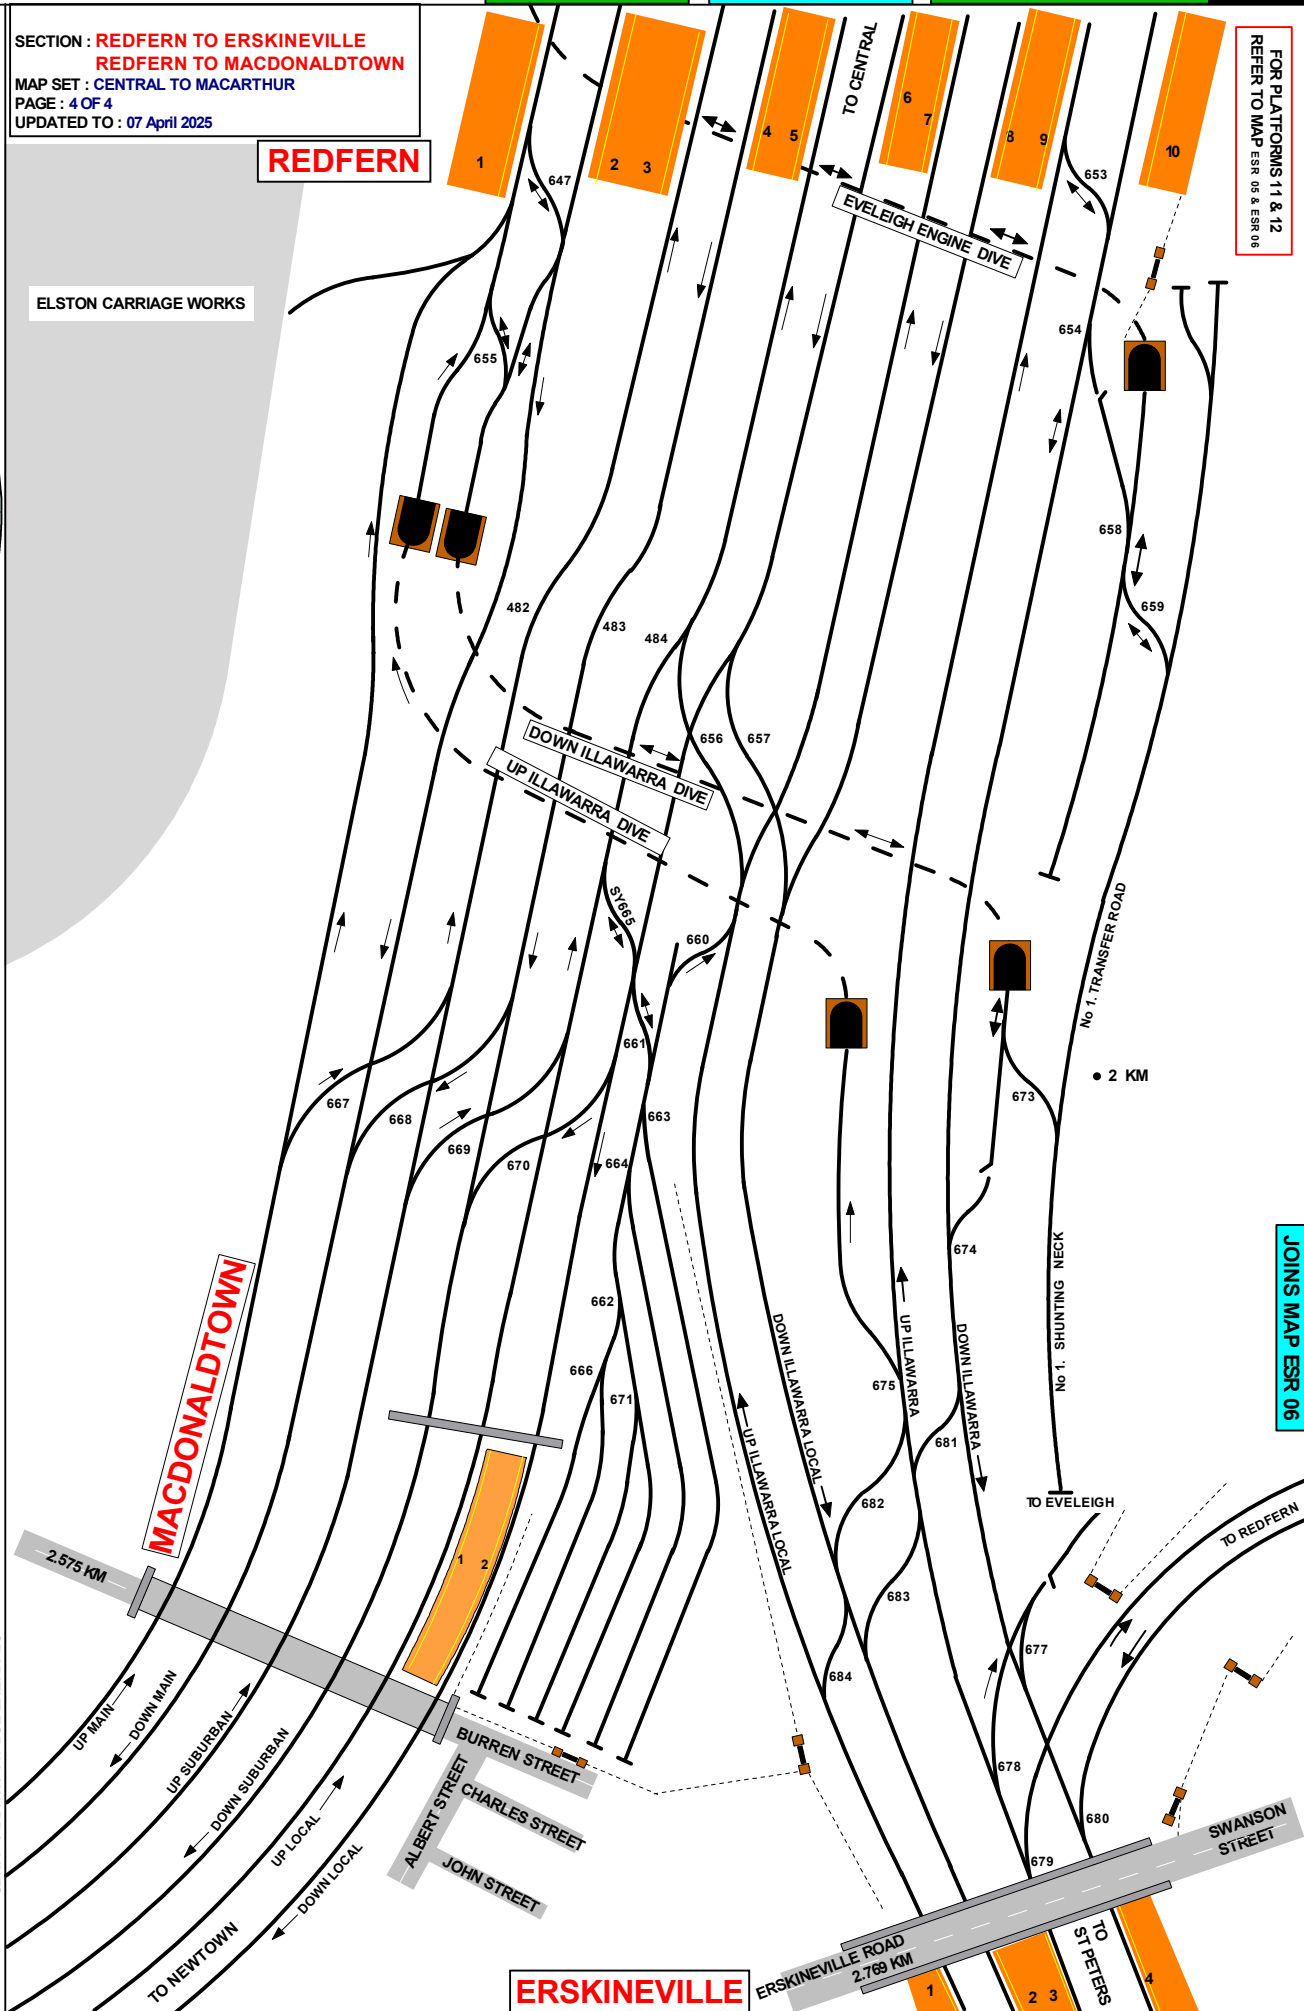 SECTION : REDFERN TO ERSKINEVILLE
REDFERN TO MACDONALDTOWN
MAP SET : CENTRAL TO MACARTHUR
PAGE : 4 OF 4
UPDATED TO : 07 April 2025
REDFERN
FOR PLATFORMS 11 & 12
REFER TO MAP ESR 05 & ESR 06
TO CENTRAL
1
2
3
4
5
6
7
8
9
10
647
653
EVELEIGH ENGINE DIVE
ELSTON CARRIAGE WORKS
655
654
658
659
482
483
484
656
657
DOWN ILLAWARRA DIVE
UP ILLAWARRA DIVE
SY665
660
661
No 1. TRANSFER ROAD
2 KM
673
667
668
669
670
663
664
674
No 1. SHUNTING NECK
JOINS MAP ESR 06
MACDONALDTOWN
662
666
671
675
UP ILLAWARRA
DOWN ILLAWARRA
DOWN ILLAWARRA LOCAL
UP ILLAWARRA LOCAL
681
682
683
684
TO EVELEIGH
TO REDFERN
677
678
679
680
1
2
2.575 KM
UP MAIN
DOWN MAIN
UP SUBURBAN
DOWN SUBURBAN
UP LOCAL
DOWN LOCAL
TO NEWTOWN
BURREN STREET
ALBERT STREET
CHARLES STREET
JOHN STREET
SWANSON
STREET
ERSKINEVILLE ROAD
2.769 KM
ERSKINEVILLE
1
2
3
TO
ST PETERS
4